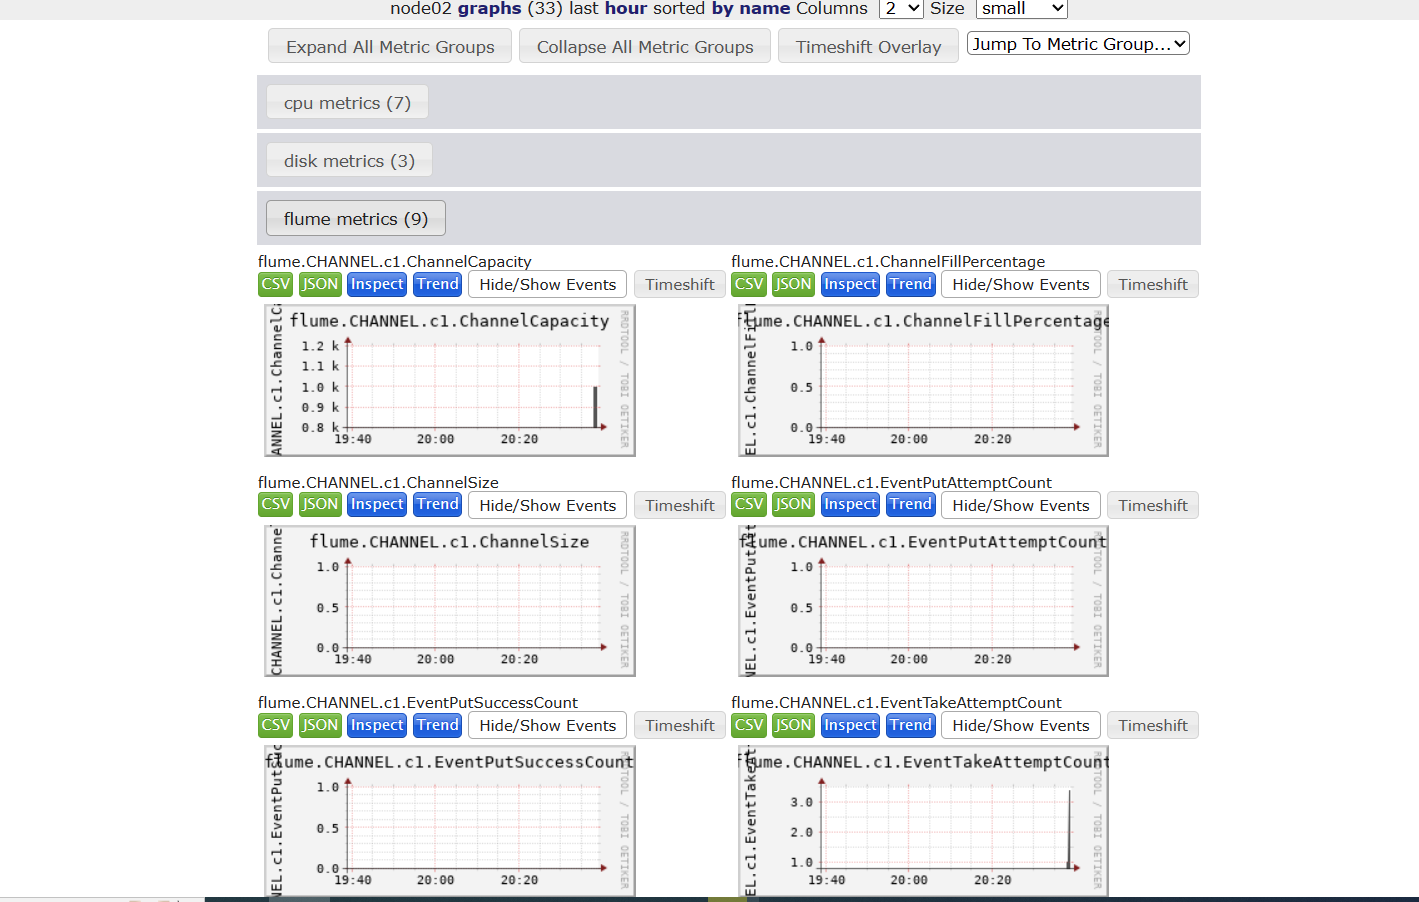 node02 graphs (33) last hour sorted by name Columns 2 Size small
Expand All Metric Groups Collapse All Metric Groups Timeshift Overlay Jump To Metric Group...
cpu metrics (7)
disk metrics (3)
flume metrics (9)
flume.CHANNEL.c1.ChannelCapacity flume.CHANNEL.c1.ChannelFillPercentage
CSV JSON Inspect Trend Hide/Show Events Timeshift CSV JSON Inspect Trend Hide/Show Events Timeshift
flume.CHANNEL.c1.ChannelCapacity
ANNEL.c1.ChannelC
1.2 k
1.1 k
1.0 k
0.9 k
0.8 k
19:40 20:00 20:20
RRDTOOL / TOBI OETIKER
flume.CHANNEL.c1.ChannelFillPercentage
EL.c1.ChannelFill
1.0
0.5
0.0
19:40 20:00 20:20
RRDTOOL / TOBI OETIKER
flume.CHANNEL.c1.ChannelSize flume.CHANNEL.c1.EventPutAttemptCount
CSV JSON Inspect Trend Hide/Show Events Timeshift CSV JSON Inspect Trend Hide/Show Events Timeshift
flume.CHANNEL.c1.ChannelSize
CHANNEL.c1.Channe
1.0
0.5
0.0
19:40 20:00 20:20
RRDTOOL / TOBI OETIKER
flume.CHANNEL.c1.EventPutAttemptCount
NEL.c1.EventPutAtt
1.0
0.5
0.0
19:40 20:00 20:20
RRDTOOL / TOBI OETIKER
flume.CHANNEL.c1.EventPutSuccessCount flume.CHANNEL.c1.EventTakeAttemptCount
CSV JSON Inspect Trend Hide/Show Events Timeshift CSV JSON Inspect Trend Hide/Show Events Timeshift
flume.CHANNEL.c1.EventPutSuccessCount
NEL.c1.EventPutSuc
1.0
0.5
0.0
19:40 20:00 20:20
RRDTOOL / TOBI OETIKER
flume.CHANNEL.c1.EventTakeAttemptCount
EL.c1.EventTakeAt
3.0
2.0
1.0
19:40 20:00 20:20
RRDTOOL / TOBI OETIKER